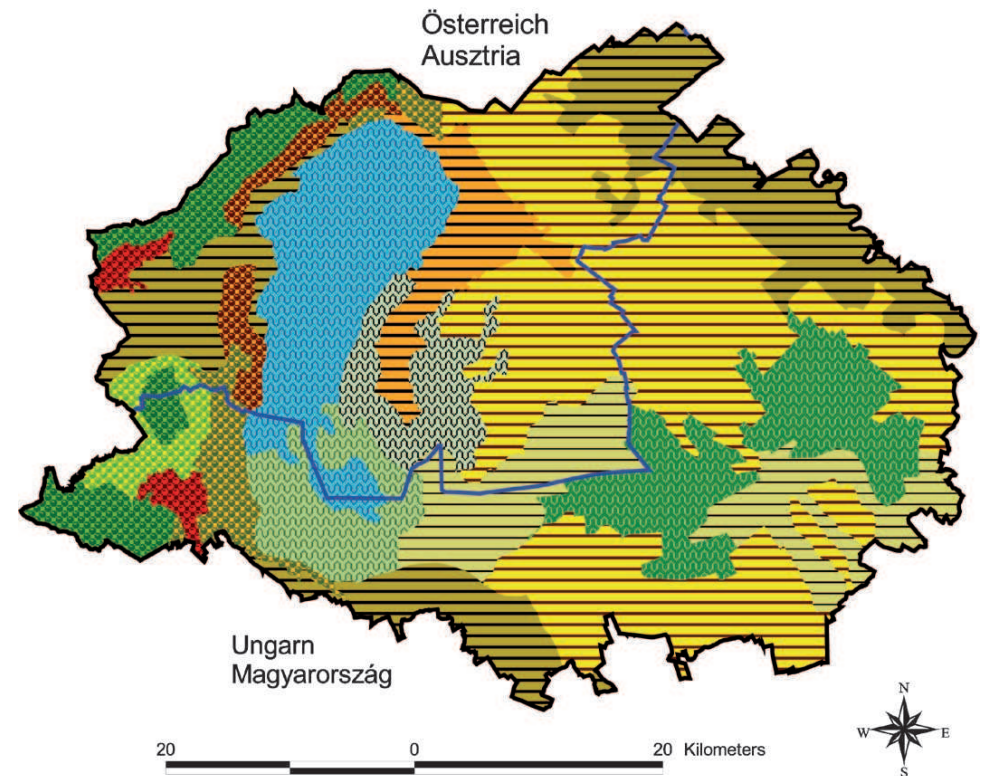 Österreich
Ausztria
Ungarn
Magyarország
20 0 20 Kilometers
N
W E
S